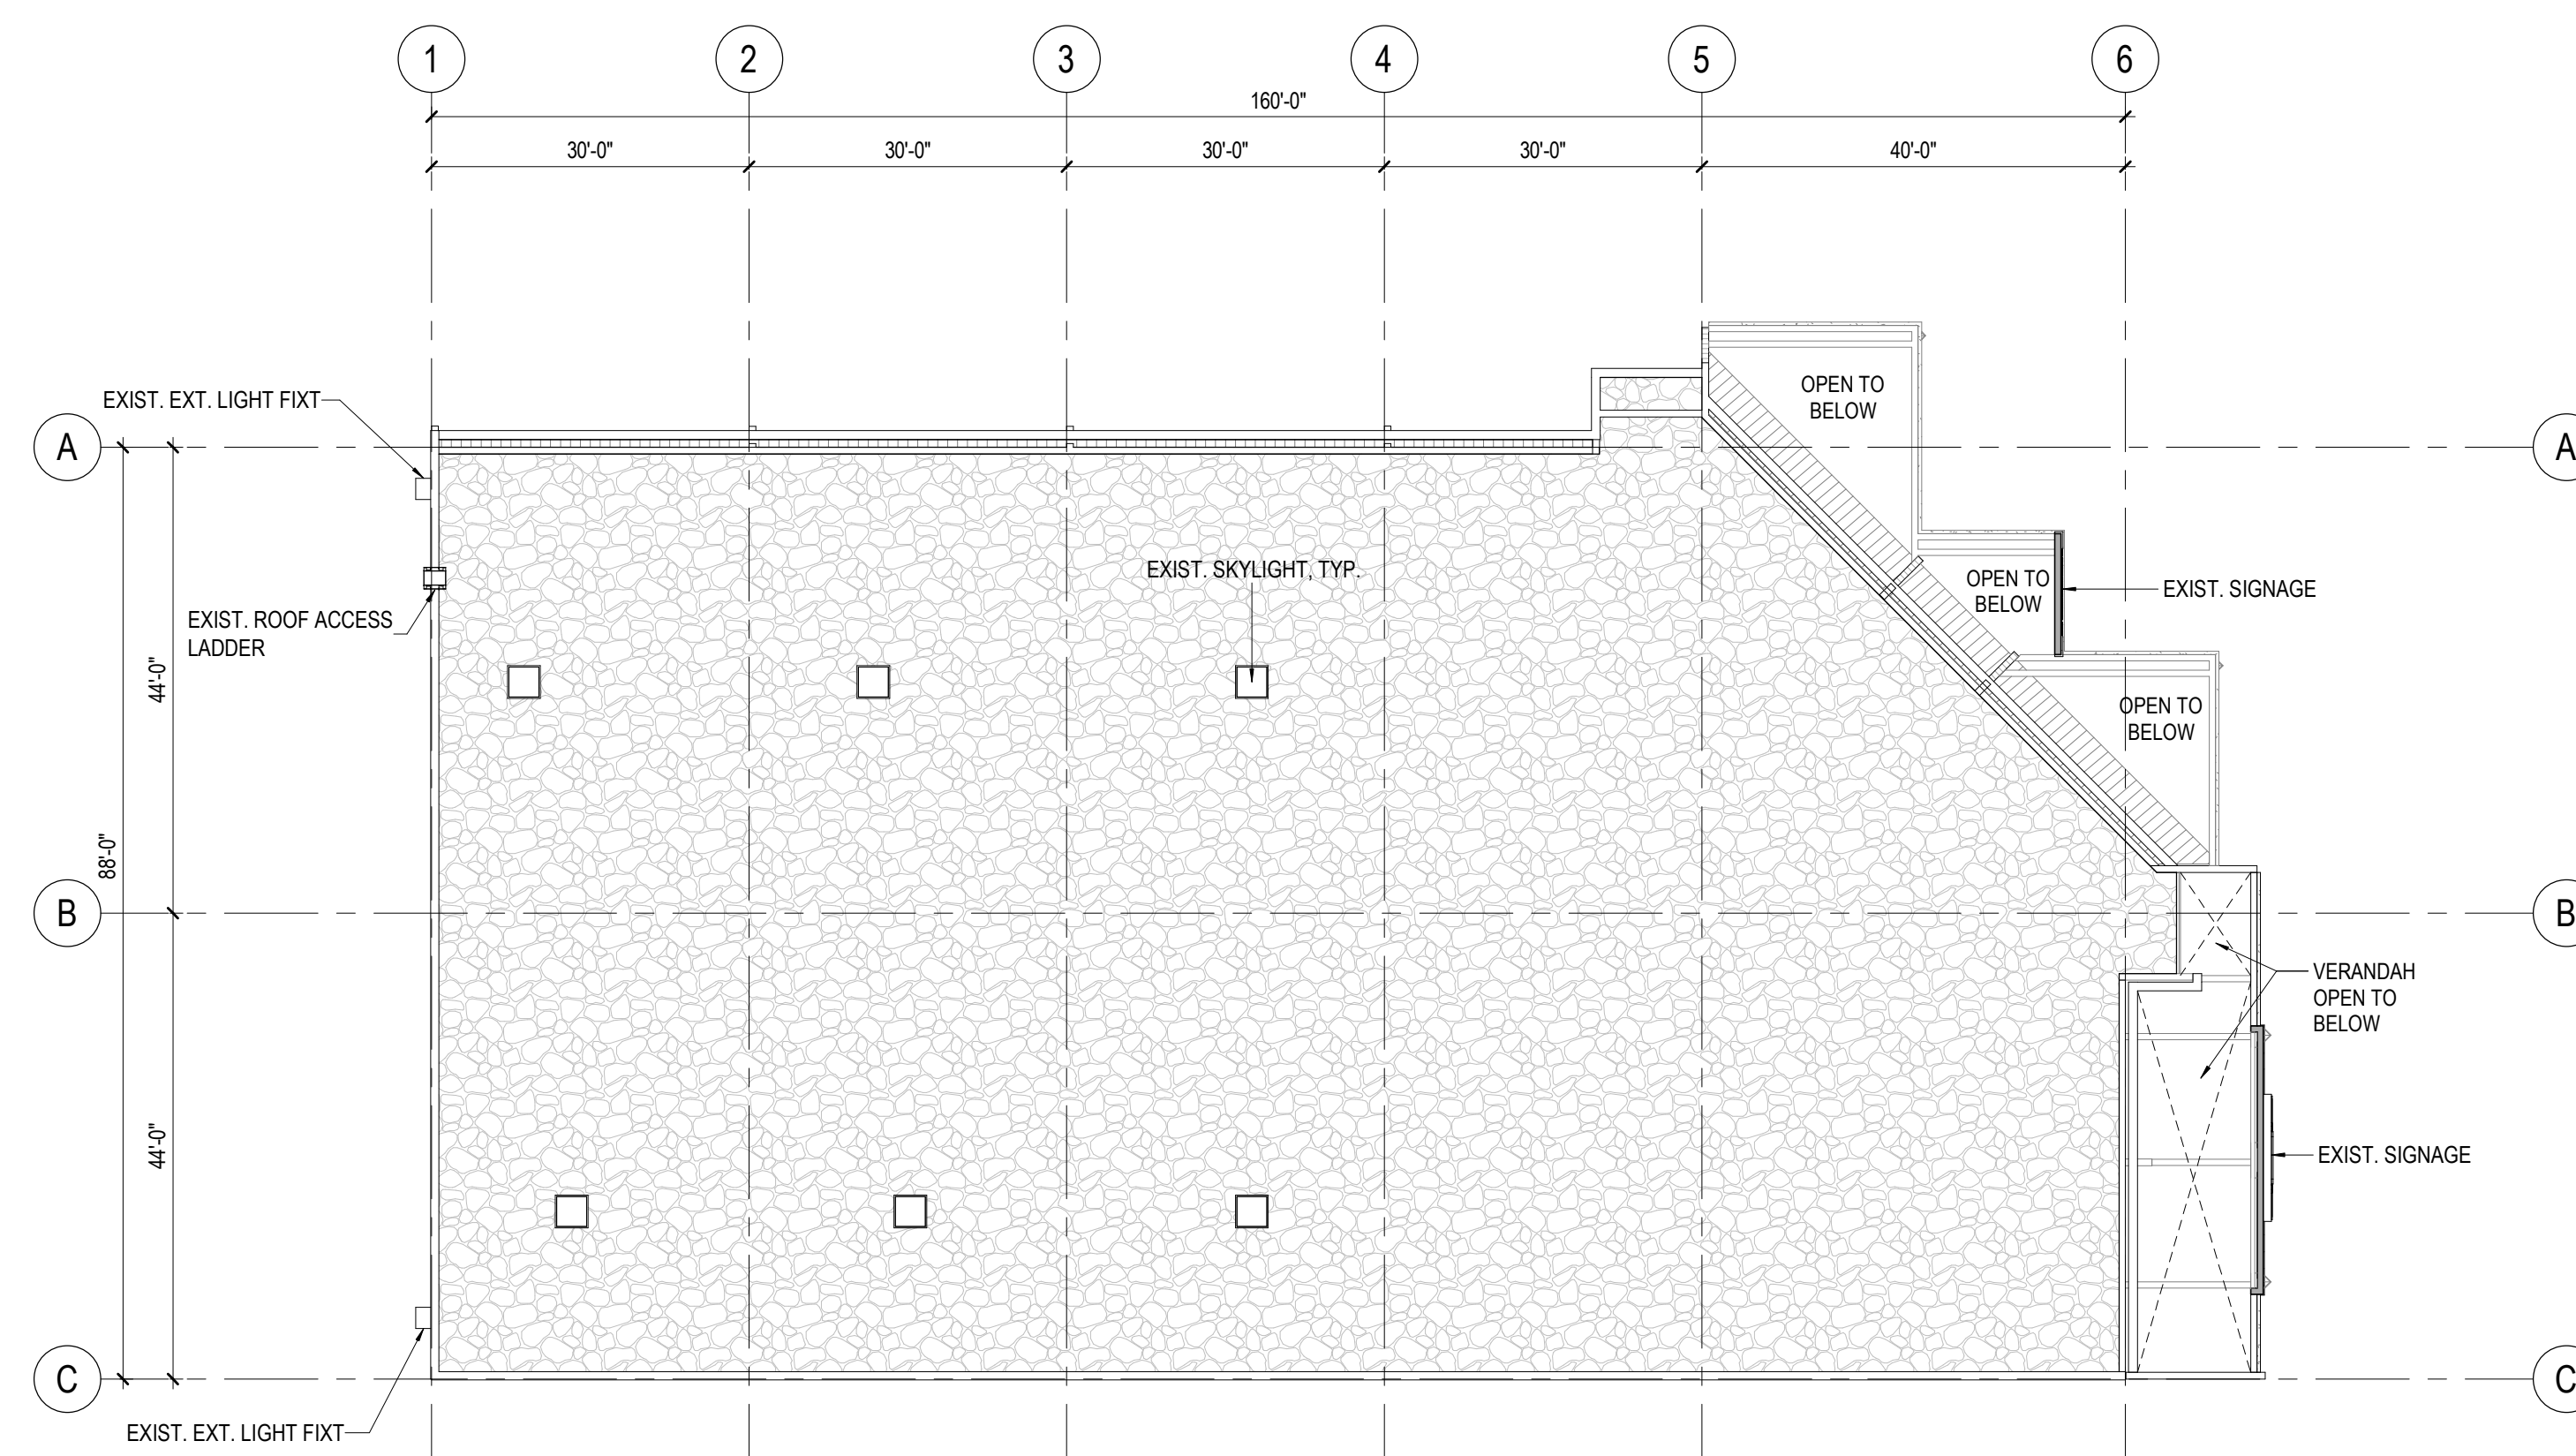 1
2
3
4
5
6
160'-0"
30'-0"
30'-0"
30'-0"
30'-0"
40'-0"
OPEN TO
BELOW
EXIST. EXT. LIGHT FIXT
A
A
EXIST. SKYLIGHT, TYP.
OPEN TO
BELOW
EXIST. SIGNAGE
EXIST. ROOF ACCESS
LADDER
44'-0"
OPEN TO
BELOW
88'-0"
B
B
VERANDAH
OPEN TO
BELOW
44'-0"
EXIST. SIGNAGE
C
C
EXIST. EXT. LIGHT FIXT